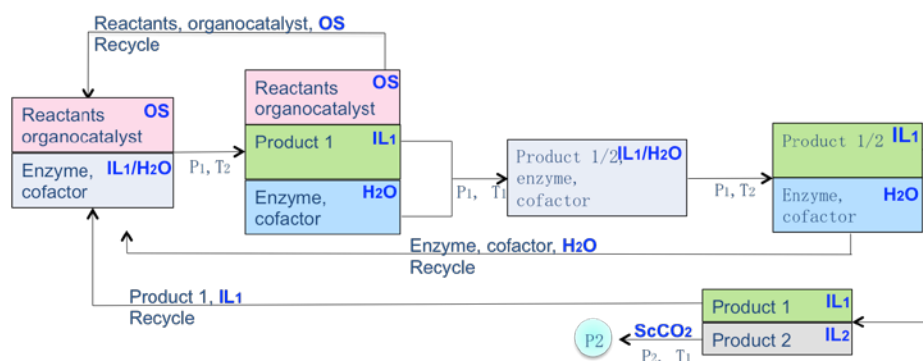 Reactants, organocatalyst, OS
Recycle
Reactants OS
organocatalyst
Enzyme, IL1/H2O
cofactor
P1, T2
Reactants OS
organocatalyst
Product 1 IL1
Enzyme, H2O
cofactor
P1, T1
Product 1/2, IL1/H2O
enzyme,
cofactor
P1, T2
Product 1/2 IL1
Enzyme, H2O
cofactor
Enzyme, cofactor, H2O
Recycle
Product 1, IL1
Recycle
Product 1 IL1
Product 2 IL2
ScCO2
P2, T1
P2